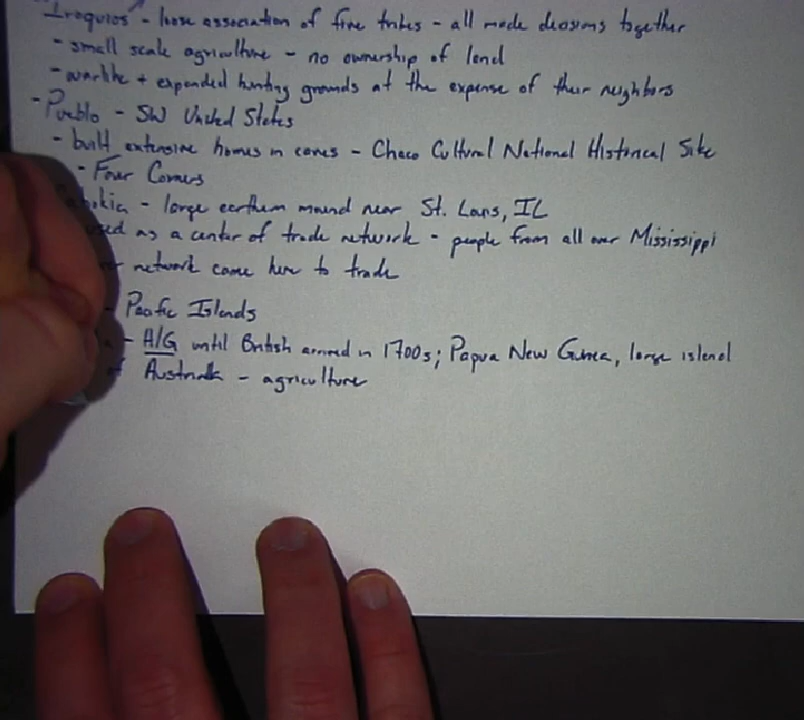 Iroquios - loose association of five tribes - all made decisions together
- small scale agriculture - no ownership of land
- warlike + expanded hunting grounds at the expense of their neighbors
- Pueblo - SW United States
- built extensive homes in caves - Chaco Cultural National Historical Site
- Four Corners
- large earthern mound near St. Louis, IL
as a center of trade network - people from all over Mississippi
network came here to trade
- Pacific Islands
- H/G until British arrived in 1700s; Papua New Guinea, large island
of Australia - agriculture